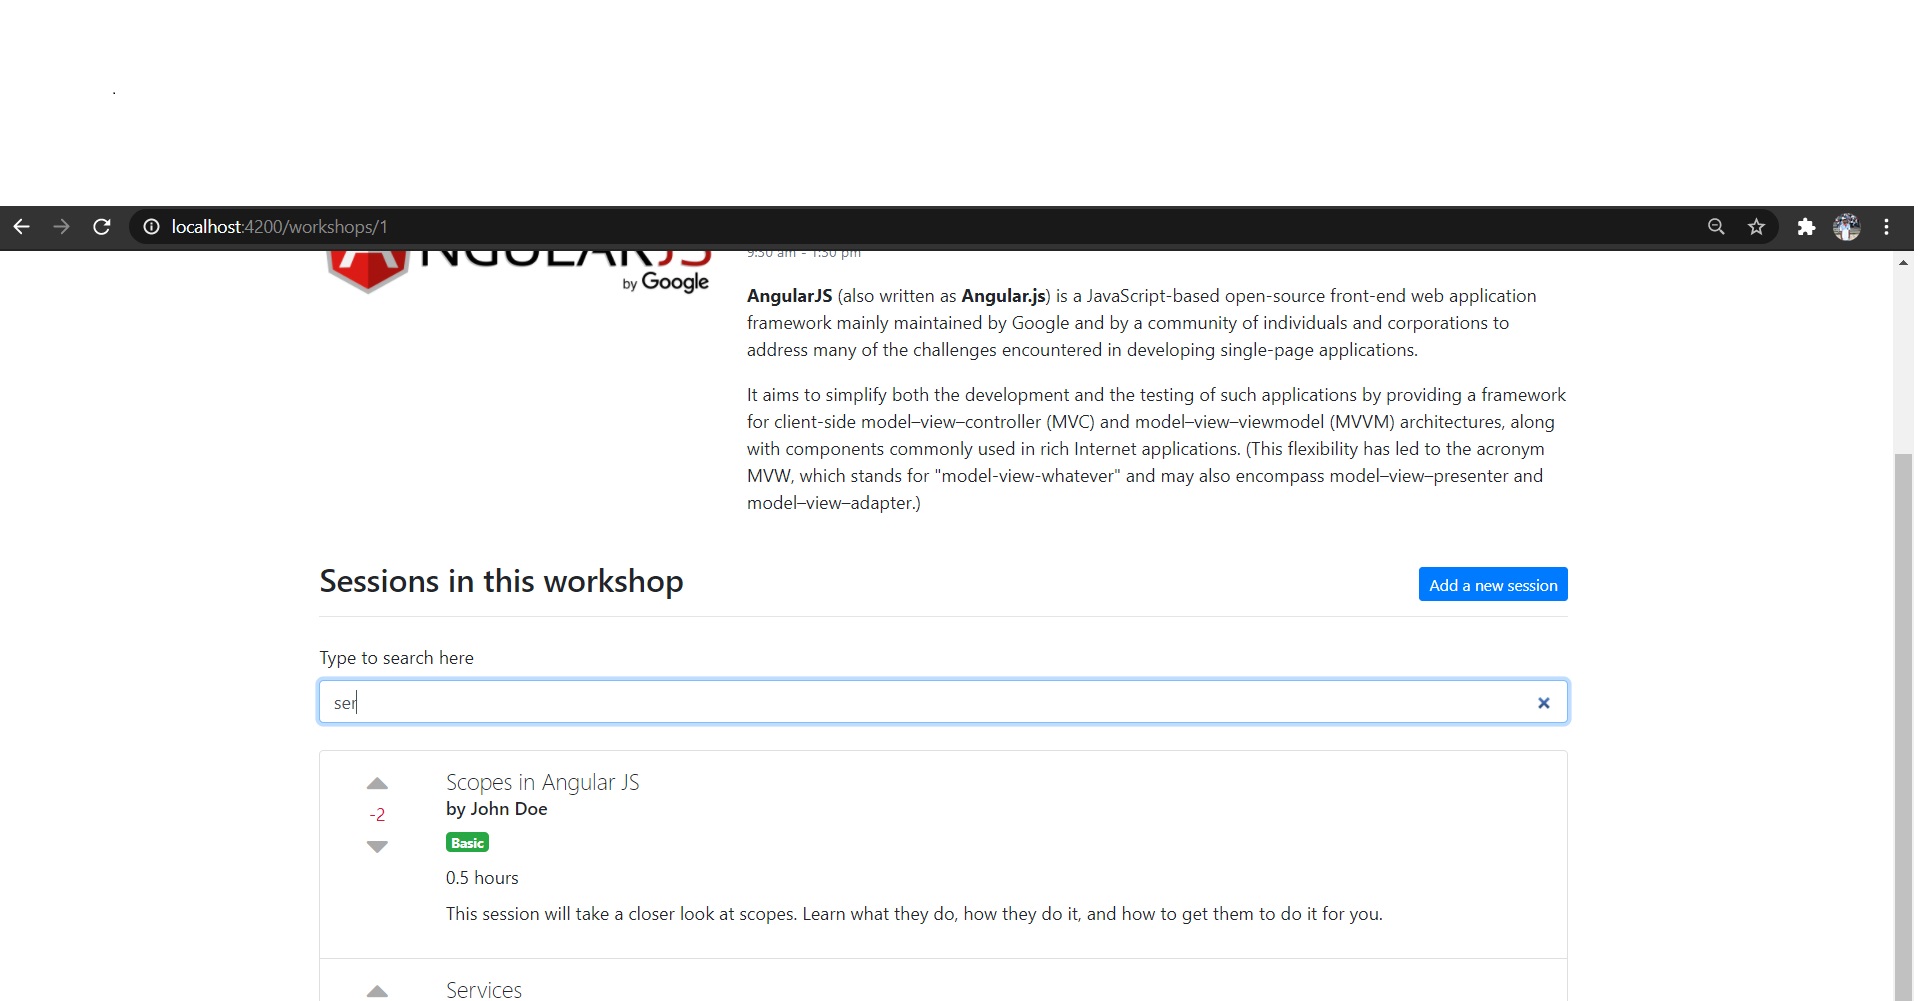 .
localhost:4200/workshops/1
ANGULARJS
by Google
9:30 am - 1:30 pm
AngularJS (also written as Angular.js) is a JavaScript-based open-source front-end web application
framework mainly maintained by Google and by a community of individuals and corporations to
address many of the challenges encountered in developing single-page applications.
It aims to simplify both the development and the testing of such applications by providing a framework
for client-side model–view–controller (MVC) and model–view–viewmodel (MVVM) architectures, along
with components commonly used in rich Internet applications. (This flexibility has led to the acronym
MVW, which stands for "model-view-whatever" and may also encompass model–view–presenter and
model–view–adapter.)
Sessions in this workshop
Add a new session
Type to search here
ser
Scopes in Angular JS
-2
by John Doe
Basic
0.5 hours
This session will take a closer look at scopes. Learn what they do, how they do it, and how to get them to do it for you.
Services